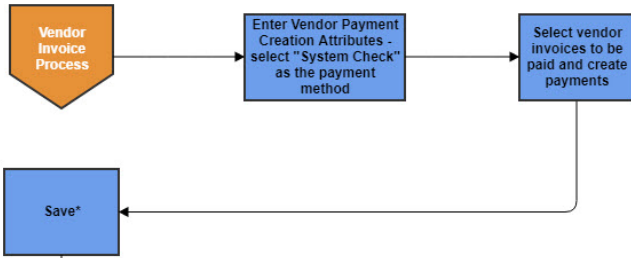 Vendor
Invoice
Process
Enter Vendor Payment
Creation Attributes -
select "System Check"
as the payment
method
Select vendor
invoices to be
paid and create
payments
Save*